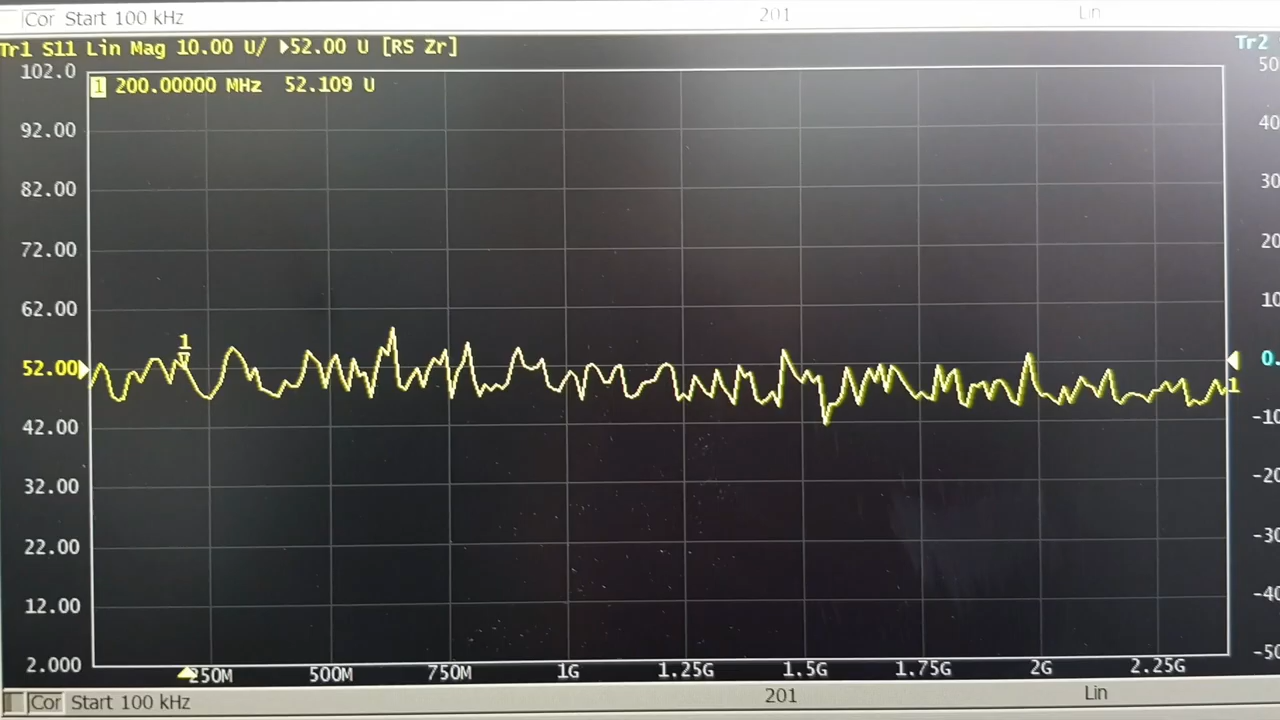 Cor Start 100 kHz 201 Lin
Tr1 S11 Lin Mag 10.00 U/ ▶52.00 U [RS Zr] Tr2
102.0 50
1 200.00000 MHz 52.109 U
92.00 40
82.00 30
72.00 20
62.00 10
1
52.00 0.
1
42.00 -10
32.00 -20
22.00 -30
12.00 -40
2.000 -50
250M 500M 750M 1G 1.25G 1.5G 1.75G 2G 2.25G
Cor Start 100 kHz 201 Lin